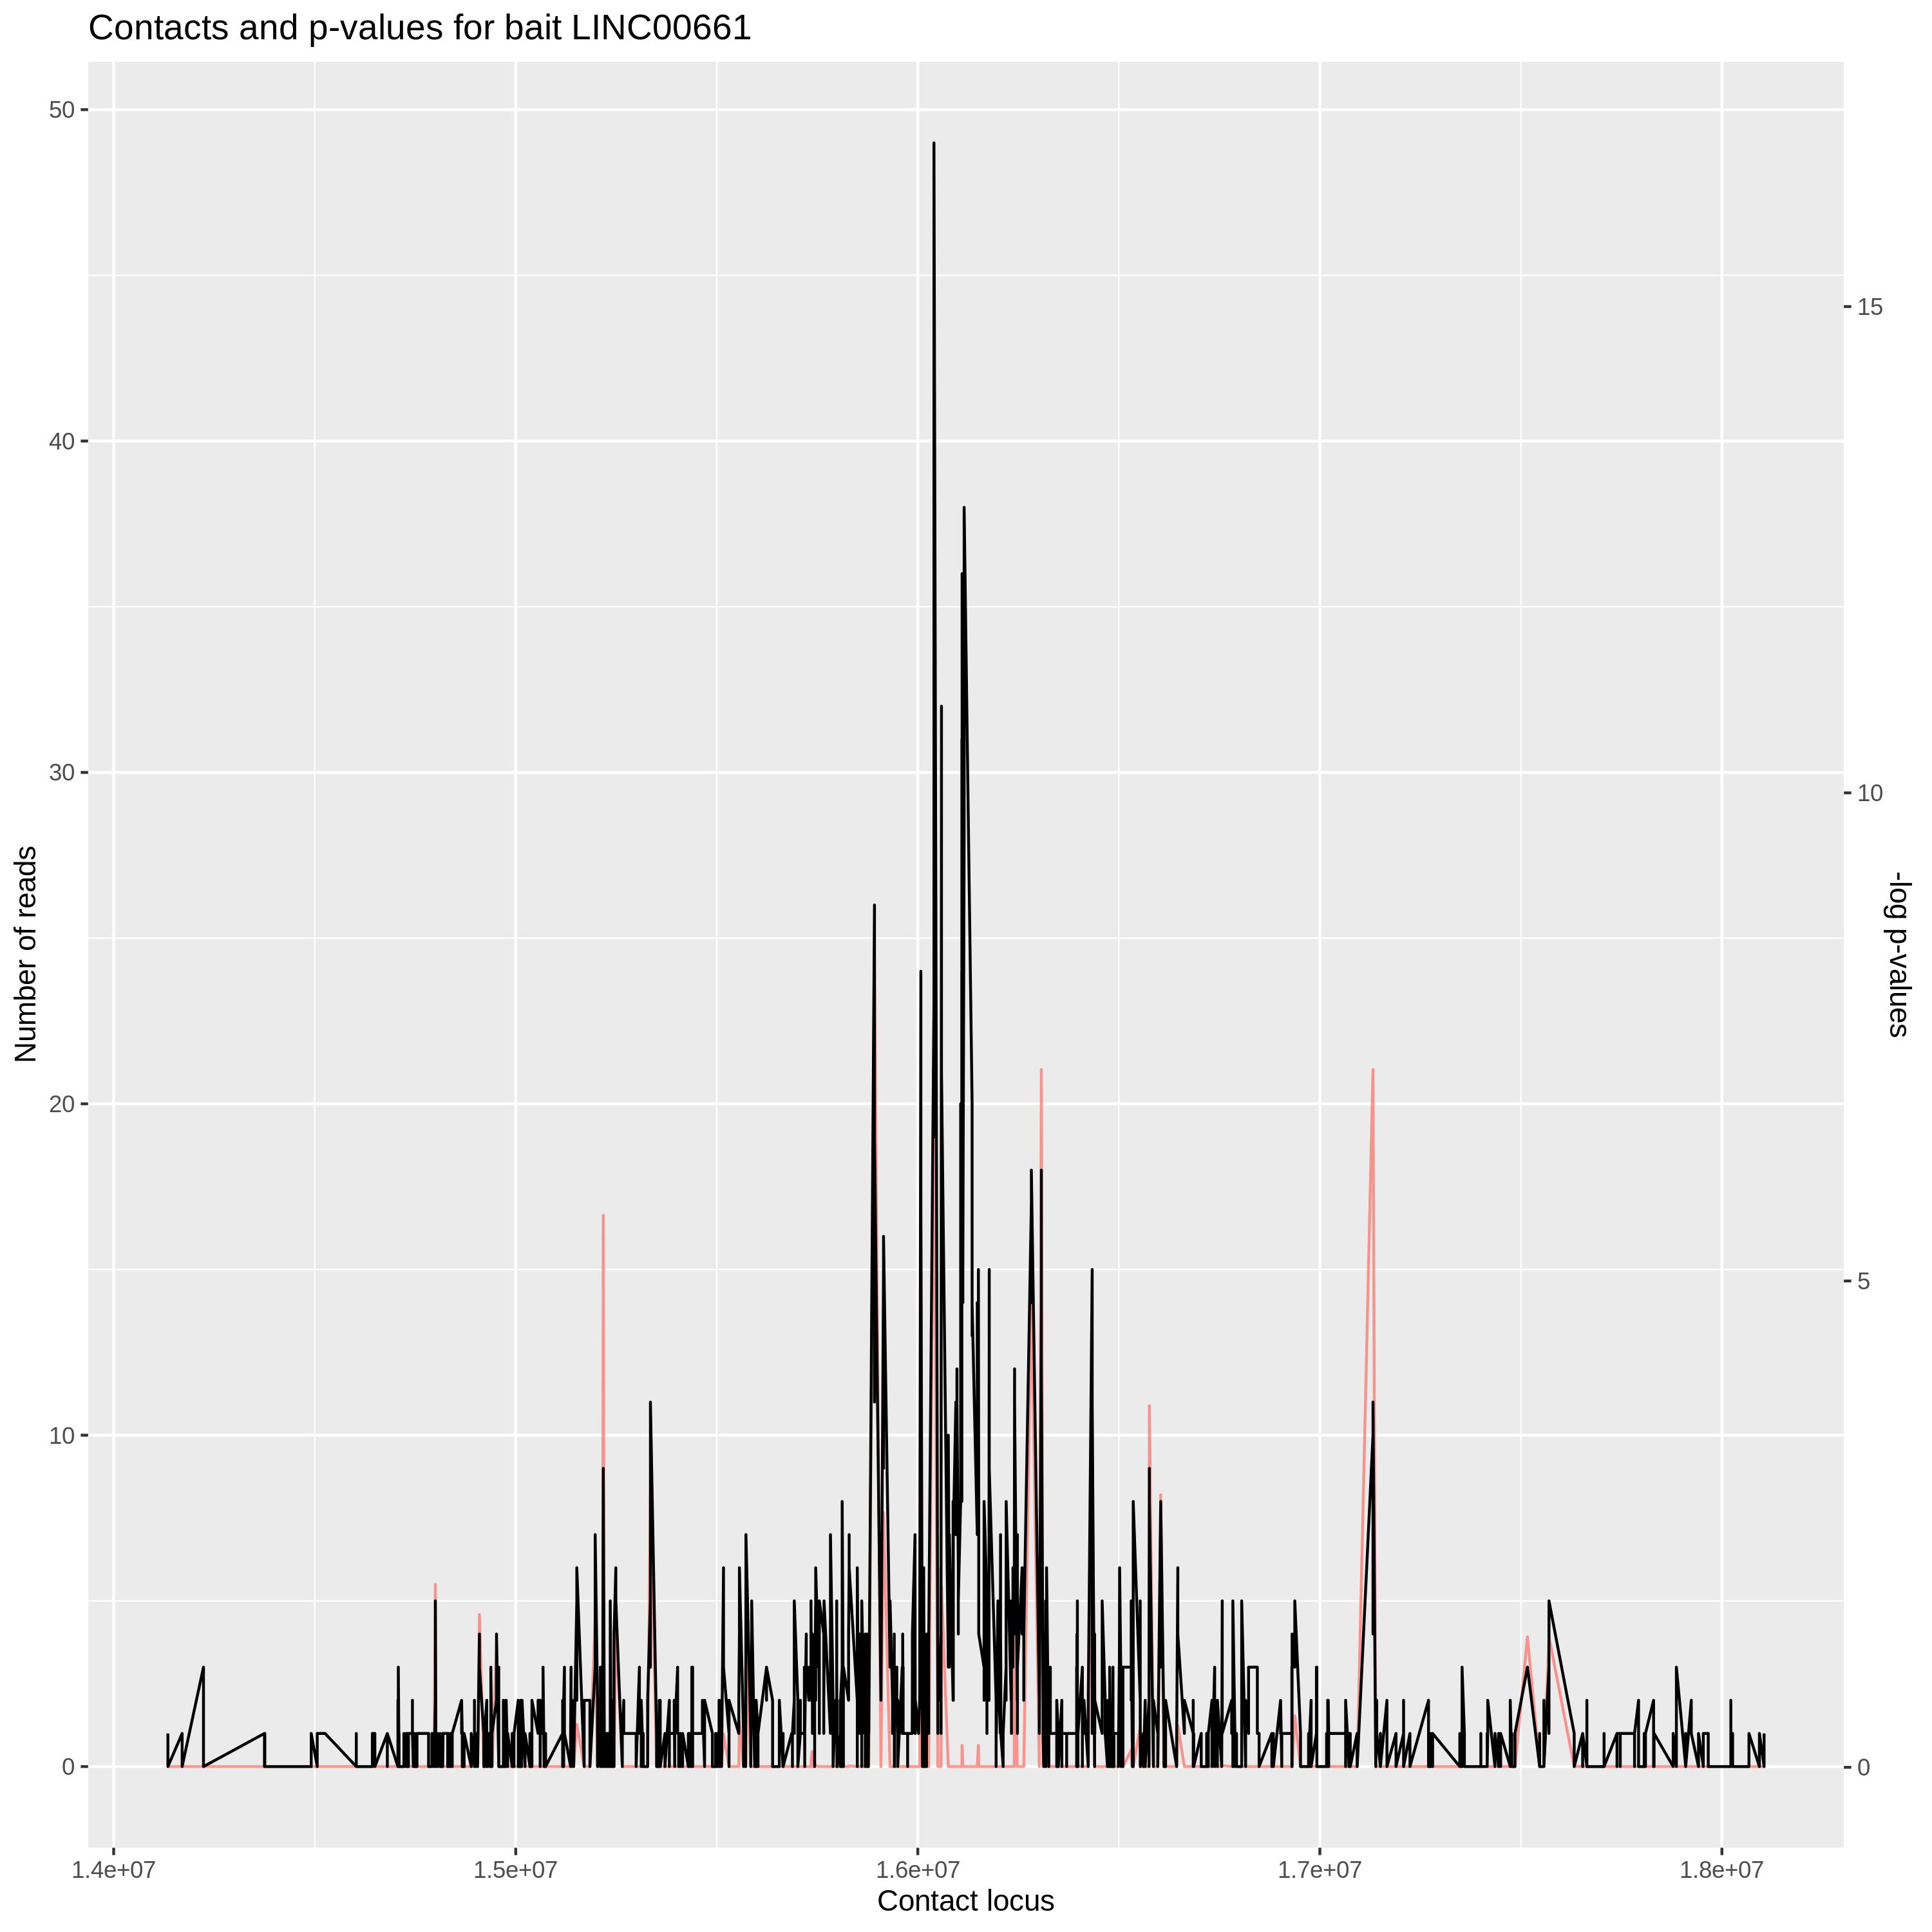 Contacts and p-values for bait LINC00661
50
40
30
20
10
0
Number of reads
15
10
5
0
-log p-values
1.4e+07
1.5e+07
1.6e+07
1.7e+07
1.8e+07
Contact locus